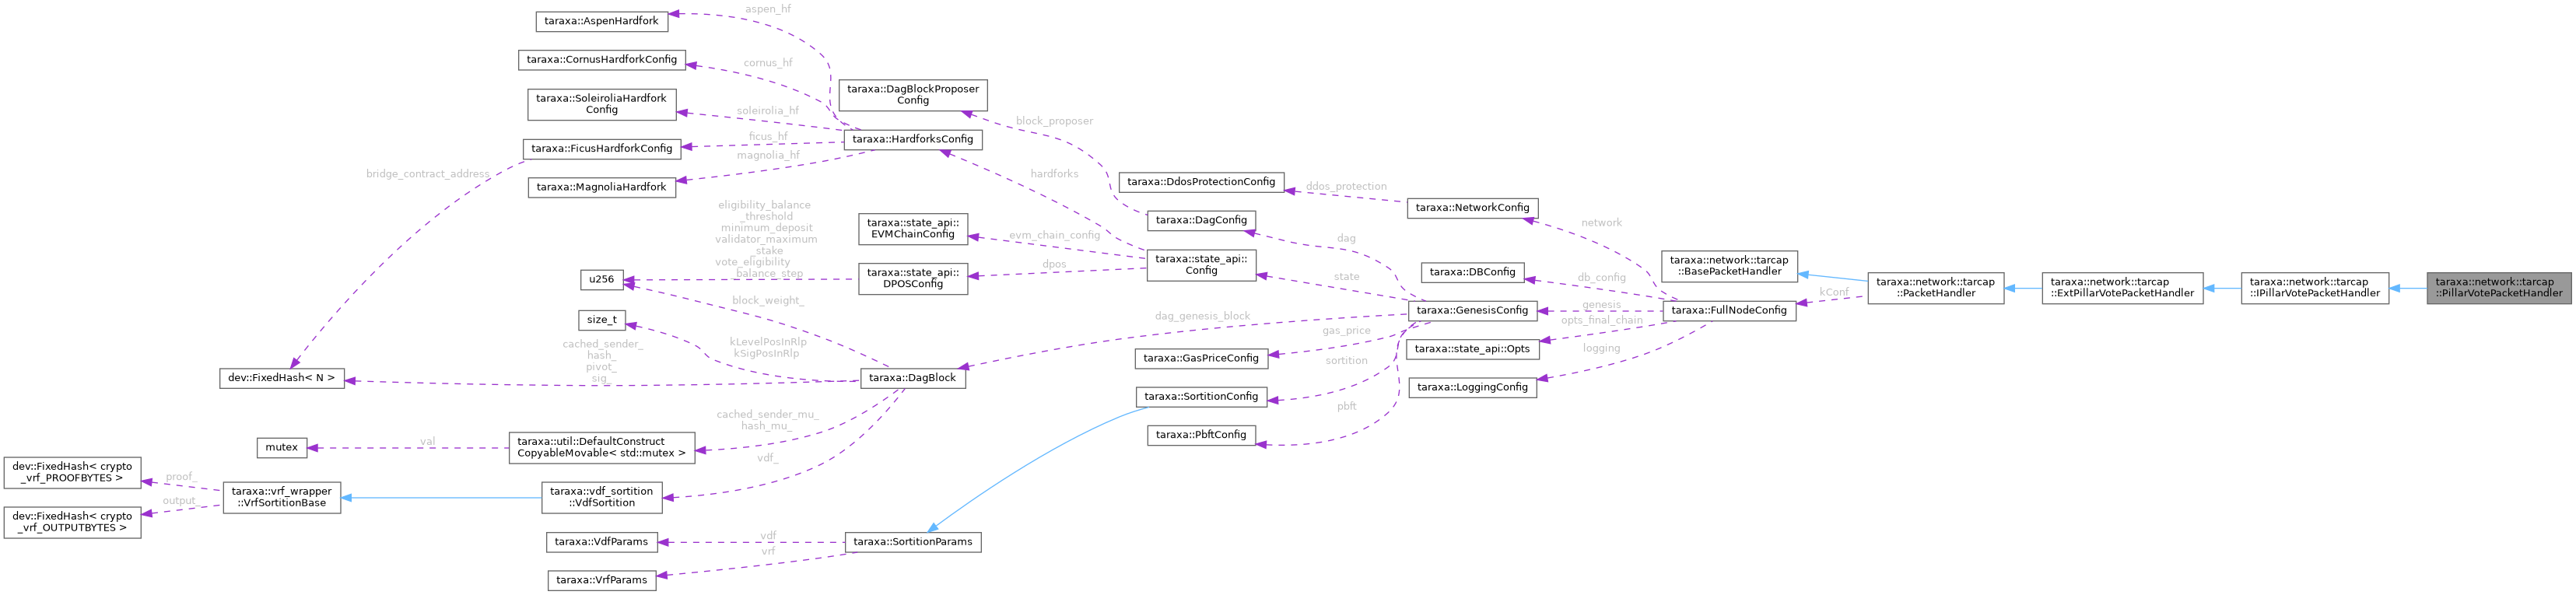 aspen_hf
taraxa::AspenHardfork
cornus_hf
taraxa::CornusHardforkConfig
taraxa::SoleiroliaHardfork
Config
soleirolia_hf
taraxa::DagBlockProposer
Config
block_proposer
ficus_hf
taraxa::HardforksConfig
taraxa::FicusHardforkConfig
magnolia_hf
bridge_contract_address
taraxa::MagnoliaHardfork
hardforks
taraxa::DdosProtectionConfig
ddos_protection
taraxa::NetworkConfig
eligibility_balance
_threshold
minimum_deposit
validator_maximum
_stake
vote_eligibility
_balance_step
taraxa::state_api::
EVMChainConfig
evm_chain_config
taraxa::DagConfig
dag
network
taraxa::state_api::
Config
dpos
taraxa::state_api::
DPOSConfig
state
taraxa::DBConfig
db_config
taraxa::network::tarcap
::BasePacketHandler
u256
block_weight_
taraxa::GenesisConfig
genesis
taraxa::FullNodeConfig
kConf
taraxa::network::tarcap
::PacketHandler
taraxa::network::tarcap
::ExtPillarVotePacketHandler
taraxa::network::tarcap
::IPillarVotePacketHandler
taraxa::network::tarcap
::PillarVotePacketHandler
size_t
dag_genesis_block
opts_final_chain
gas_price
kLevelPosInRlp
kSigPosInRlp
cached_sender_
hash_
pivot_
sig_
taraxa::GasPriceConfig
taraxa::state_api::Opts
logging
sortition
dev::FixedHash< N >
taraxa::DagBlock
taraxa::LoggingConfig
taraxa::SortitionConfig
pbft
cached_sender_mu_
hash_mu_
taraxa::PbftConfig
mutex
val
taraxa::util::DefaultConstruct
CopyableMovable< std::mutex >
vdf_
dev::FixedHash< crypto
_vrf_PROOFBYTES >
proof_
taraxa::vrf_wrapper
::VrfSortitionBase
taraxa::vdf_sortition
::VdfSortition
output_
dev::FixedHash< crypto
_vrf_OUTPUTBYTES >
taraxa::VdfParams
vdf
taraxa::SortitionParams
vrf
taraxa::VrfParams